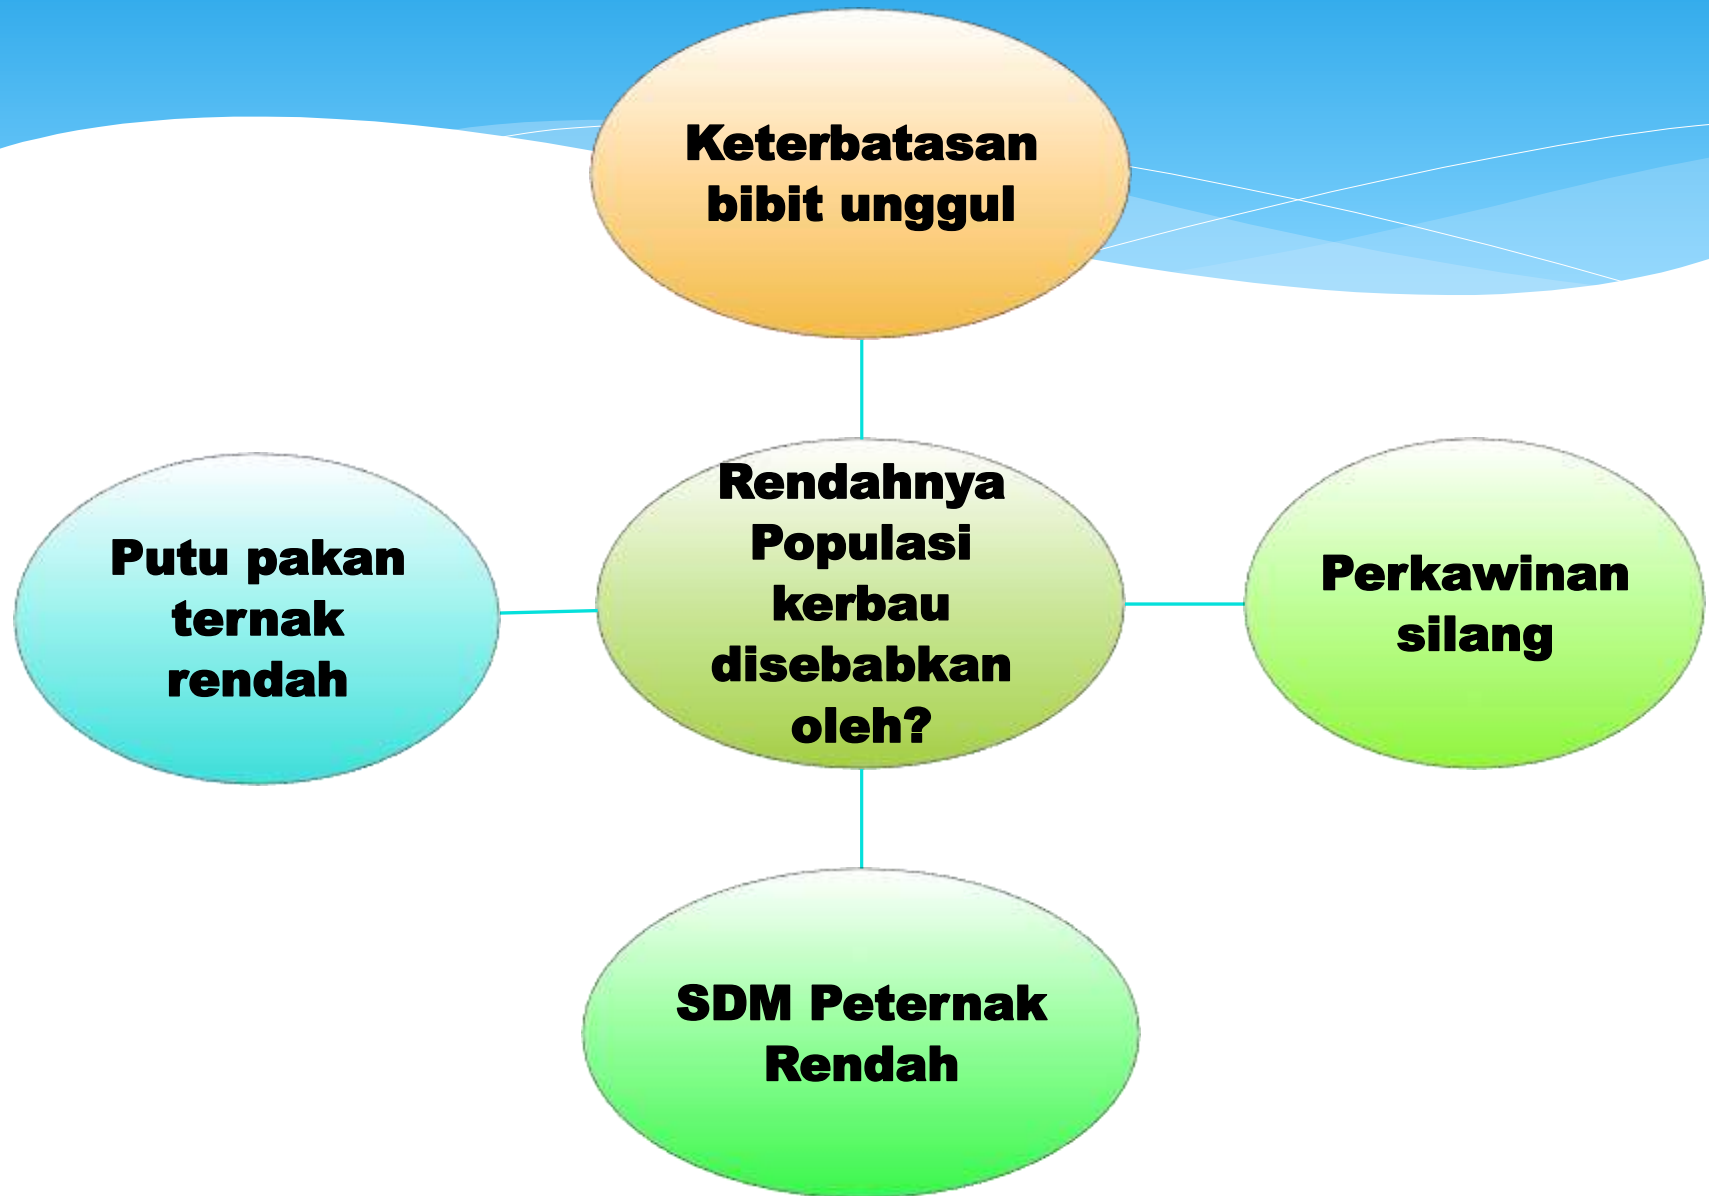 Keterbatasan
bibit unggul
Putu pakan
ternak
rendah
Rendahnya
Populasi
kerbau
disebabkan
oleh?
Perkawinan
silang
SDM Peternak
Rendah